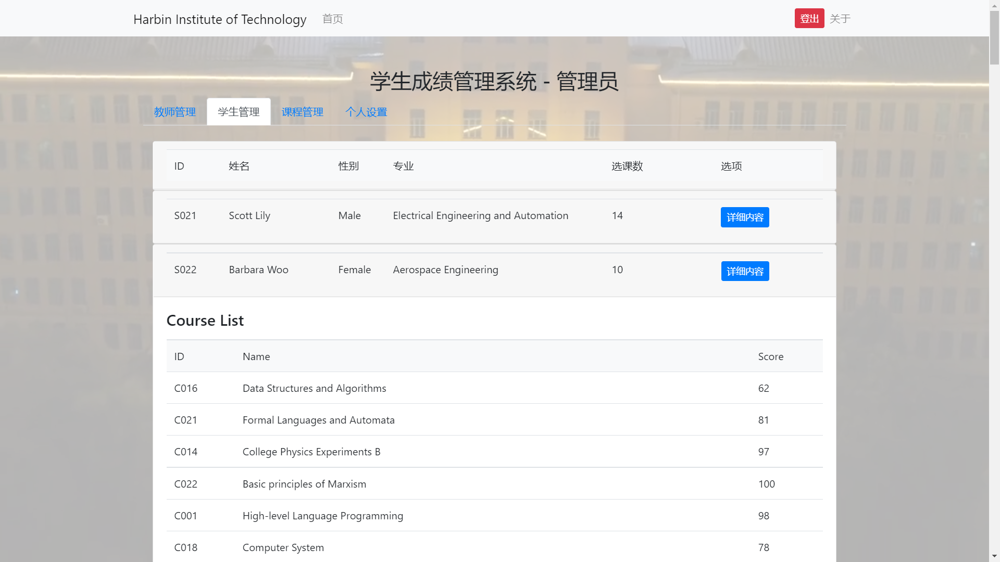 Harbin Institute of Technology 首页 登出 关于
学生成绩管理系统 - 管理员
教师管理 学生管理 课程管理 个人设置
ID 姓名 性别 专业 选课数 选项
S021 Scott Lily Male Electrical Engineering and Automation 14 详细内容
S022 Barbara Woo Female Aerospace Engineering 10 详细内容
Course List
ID Name Score
C016 Data Structures and Algorithms 62
C021 Formal Languages and Automata 81
C014 College Physics Experiments B 97
C022 Basic principles of Marxism 100
C001 High-level Language Programming 98
C018 Computer System 78